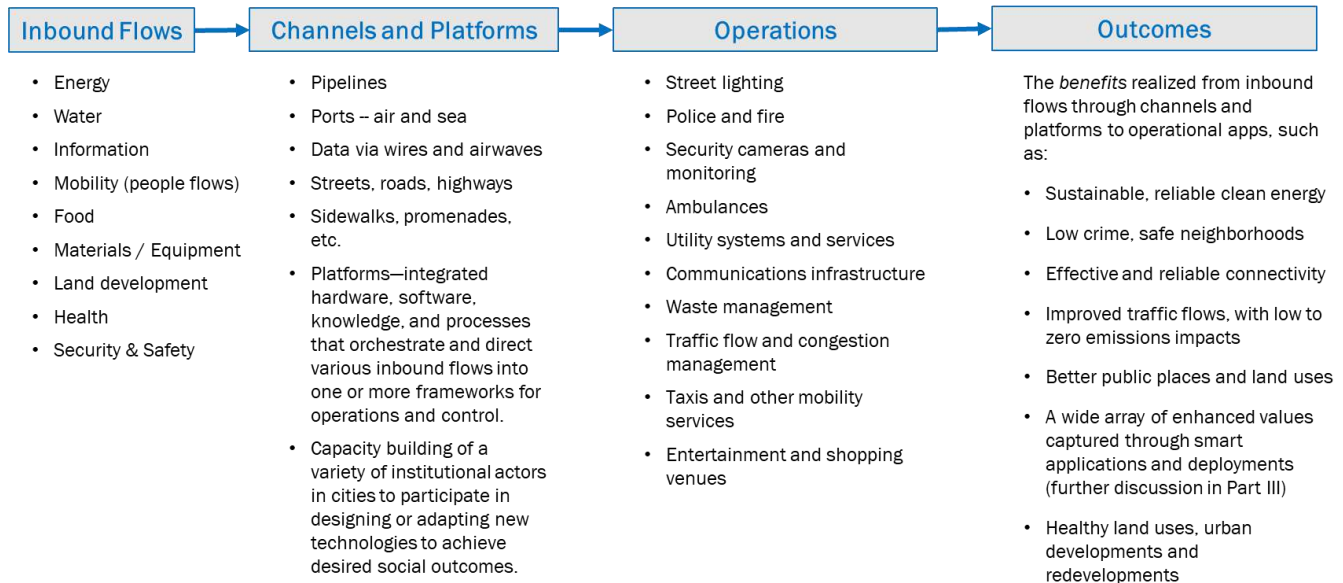 Inbound Flows
• Energy
• Water
• Information
• Mobility (people flows)
• Food
• Materials / Equipment
• Land development
• Health
• Security & Safety
Channels and Platforms
• Pipelines
• Ports -- air and sea
• Data via wires and airwaves
• Streets, roads, highways
• Sidewalks, promenades,
etc.
• Platforms—integrated
hardware, software,
knowledge, and processes
that orchestrate and direct
various inbound flows into
one or more frameworks for
operations and control.
• Capacity building of a
variety of institutional actors
in cities to participate in
designing or adapting new
technologies to achieve
desired social outcomes.
Operations
• Street lighting
• Police and fire
• Security cameras and
monitoring
• Ambulances
• Utility systems and services
• Communications infrastructure
• Waste management
• Traffic flow and congestion
management
• Taxis and other mobility
services
• Entertainment and shopping
venues
Outcomes
The benefits realized from inbound
flows through channels and
platforms to operational apps, such
as:
• Sustainable, reliable clean energy
• Low crime, safe neighborhoods
• Effective and reliable connectivity
• Improved traffic flows, with low to
zero emissions impacts
• Better public places and land uses
• A wide array of enhanced values
captured through smart
applications and deployments
(further discussion in Part III)
• Healthy land uses, urban
developments and
redevelopments